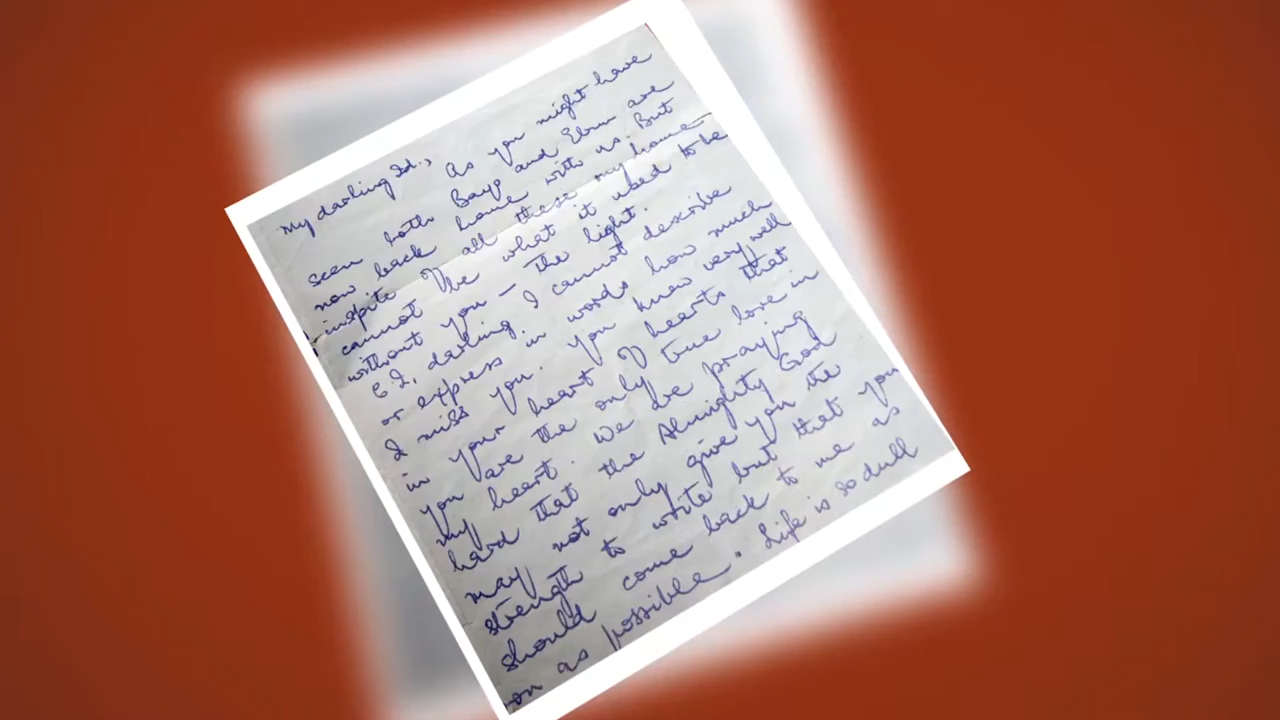 My darling Id.,
As you might have
seen both Bayo and Ebun are
now back home with us. But
inspite of all these my home
cannot be what it used to be
without you — the light.
Id, darling, I cannot describe
or express in words how much
I miss you. You know very well
in your heart of hearts that
you are the only true love in
my heart. We are praying
hard that the Almighty God
may not only give you the
strength to write but that you
should come back to me as
soon as possible. Life is so dull